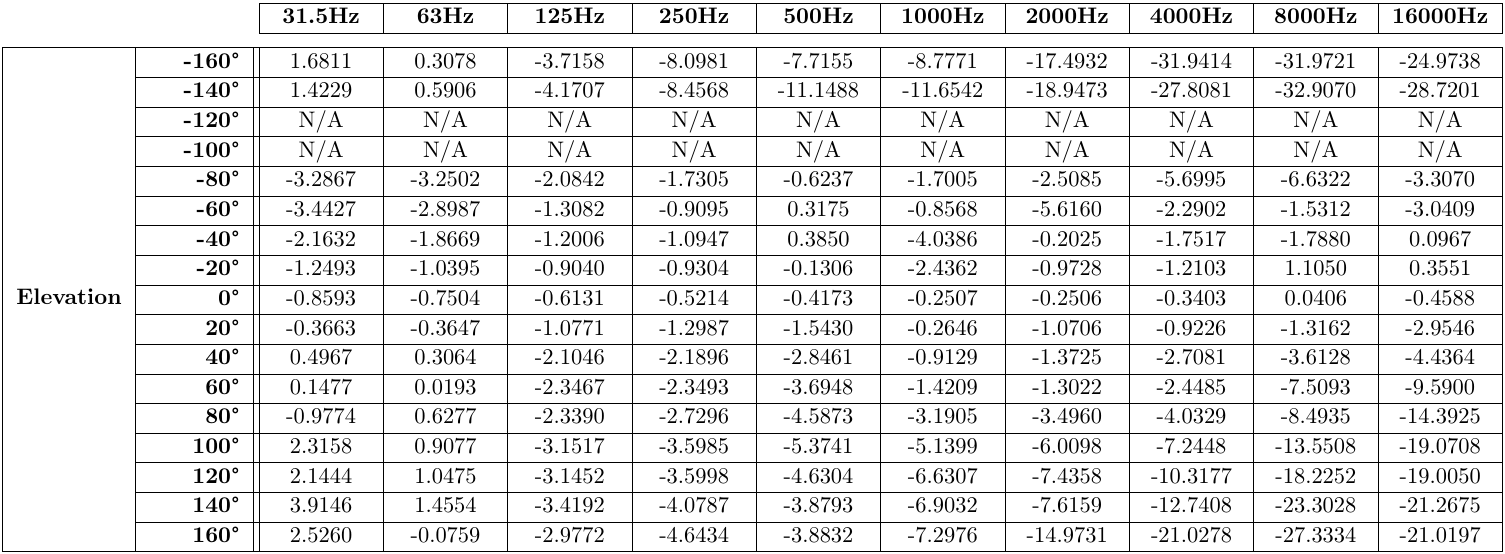 31.5Hz 63Hz 125Hz 250Hz 500Hz 1000Hz 2000Hz 4000Hz 8000Hz 16000Hz
-160° 1.6811 0.3078 -3.7158 -8.0981 -7.7155 -8.7771 -17.4932 -31.9414 -31.9721 -24.9738
-140° 1.4229 0.5906 -4.1707 -8.4568 -11.1488 -11.6542 -18.9473 -27.8081 -32.9070 -28.7201
-120° N/A N/A N/A N/A N/A N/A N/A N/A N/A N/A
-100° N/A N/A N/A N/A N/A N/A N/A N/A N/A N/A
-80° -3.2867 -3.2502 -2.0842 -1.7305 -0.6237 -1.7005 -2.5085 -5.6995 -6.6322 -3.3070
-60° -3.4427 -2.8987 -1.3082 -0.9095 0.3175 -0.8568 -5.6160 -2.2902 -1.5312 -3.0409
-40° -2.1632 -1.8669 -1.2006 -1.0947 0.3850 -4.0386 -0.2025 -1.7517 -1.7880 0.0967
-20° -1.2493 -1.0395 -0.9040 -0.9304 -0.1306 -2.4362 -0.9728 -1.2103 1.1050 0.3551
Elevation 0° -0.8593 -0.7504 -0.6131 -0.5214 -0.4173 -0.2507 -0.2506 -0.3403 0.0406 -0.4588
20° -0.3663 -0.3647 -1.0771 -1.2987 -1.5430 -0.2646 -1.0706 -0.9226 -1.3162 -2.9546
40° 0.4967 0.3064 -2.1046 -2.1896 -2.8461 -0.9129 -1.3725 -2.7081 -3.6128 -4.4364
60° 0.1477 0.0193 -2.3467 -2.3493 -3.6948 -1.4209 -1.3022 -2.4485 -7.5093 -9.5900
80° -0.9774 0.6277 -2.3390 -2.7296 -4.5873 -3.1905 -3.4960 -4.0329 -8.4935 -14.3925
100° 2.3158 0.9077 -3.1517 -3.5985 -5.3741 -5.1399 -6.0098 -7.2448 -13.5508 -19.0708
120° 2.1444 1.0475 -3.1452 -3.5998 -4.6304 -6.6307 -7.4358 -10.3177 -18.2252 -19.0050
140° 3.9146 1.4554 -3.4192 -4.0787 -3.8793 -6.9032 -7.6159 -12.7408 -23.3028 -21.2675
160° 2.5260 -0.0759 -2.9772 -4.6434 -3.8832 -7.2976 -14.9731 -21.0278 -27.3334 -21.0197